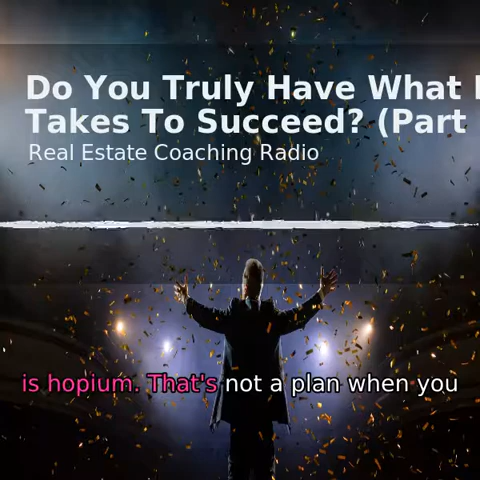 Do You Truly Have What
Takes To Succeed? (Part
Real Estate Coaching Radio
is hopium. That's not a plan when you